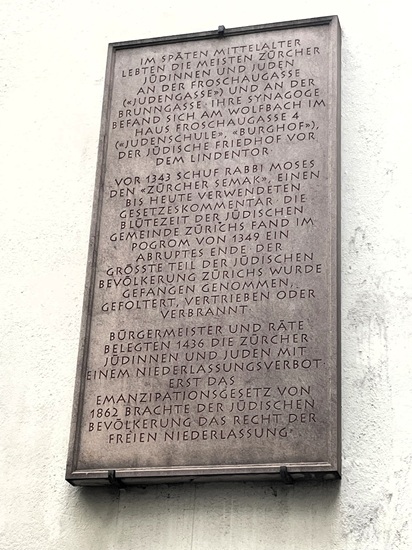 IM SPÄTEN MITTELALTER
LEBTEN DIE MEISTEN ZÜRCHER
JÜDINNEN UND JUDEN
AN DER FROSCHAUGASSE
(«JUDENGASSE») UND AN DER
BRUNNGASSE. IHRE SYNAGOGE
BEFAND SICH AM WOLFBACH IM
HAUS FROSCHAUGASSE 4
(«JUDENSCHULE», «BURGHOF»),
DER JÜDISCHE FRIEDHOF VOR
DEM LINDENTOR.
VOR 1343 SCHUF RABBI MOSES
DEN «ZÜRCHER SEMAK», EINEN
BIS HEUTE VERWENDETEN
GESETZESKOMMENTAR. DIE
BLÜTEZEIT DER JÜDISCHEN
GEMEINDE ZÜRICHS FAND IM
POGROM VON 1349 EIN
ABRUPTES ENDE: DER
GRÖSSTE TEIL DER JÜDISCHEN
BEVÖLKERUNG ZÜRICHS WURDE
GEFANGEN GENOMMEN,
GEFOLTERT, VERTRIEBEN ODER
VERBRANNT.
BÜRGERMEISTER UND RÄTE
BELEGTEN 1436 DIE ZÜRCHER
JÜDINNEN UND JUDEN MIT
EINEM NIEDERLASSUNGSVERBOT.
ERST DAS
EMANZIPATIONSGESETZ VON
1862 BRACHTE DER JÜDISCHEN
BEVÖLKERUNG DAS RECHT DER
FREIEN NIEDERLASSUNG.